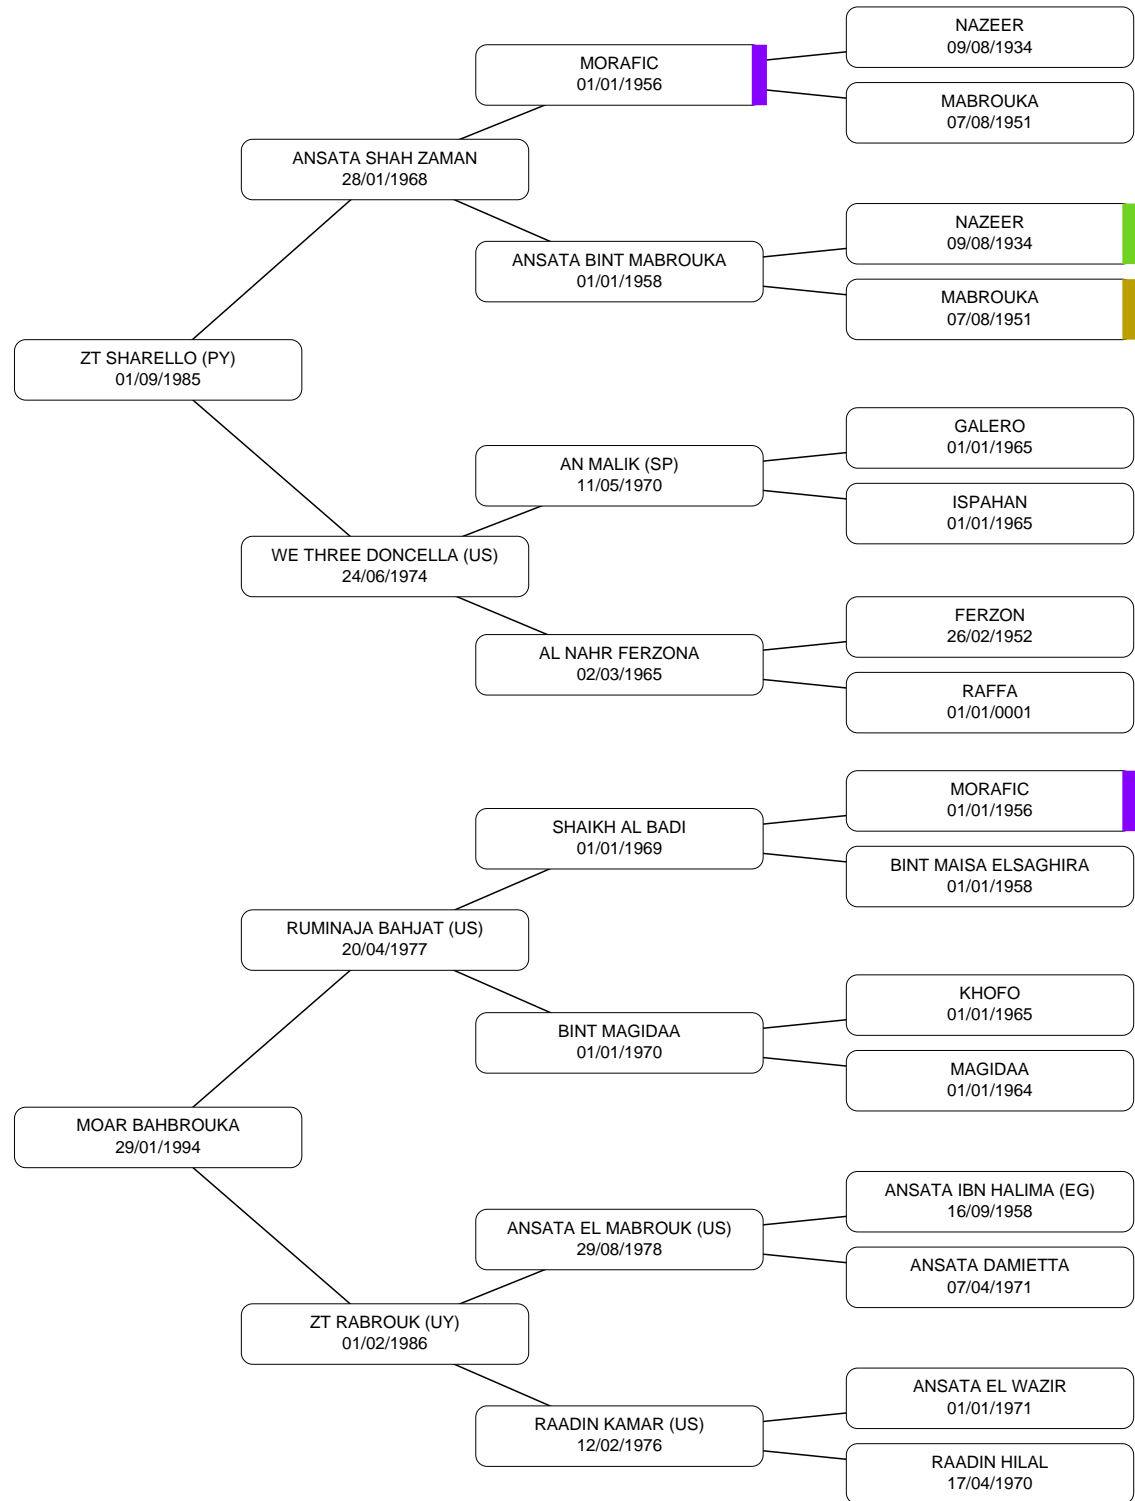 NAZEER
09/08/1934
MORAFIC
01/01/1956
MABROUKA
07/08/1951
ANSATA SHAH ZAMAN
28/01/1968
NAZEER
09/08/1934
ANSATA BINT MABROUKA
01/01/1958
MABROUKA
07/08/1951
ZT SHARELLO (PY)
01/09/1985
GALERO
01/01/1965
AN MALIK (SP)
11/05/1970
ISPAHAN
01/01/1965
WE THREE DONCELLA (US)
24/06/1974
FERZON
26/02/1952
AL NAHR FERZONA
02/03/1965
RAFFA
01/01/0001
MORAFIC
01/01/1956
SHAIKH AL BADI
01/01/1969
BINT MAISA ELSAGHIRA
01/01/1958
RUMINAJA BAHJAT (US)
20/04/1977
KHOFO
01/01/1965
BINT MAGIDAA
01/01/1970
MAGIDAA
01/01/1964
MOAR BAHBROUKA
29/01/1994
ANSATA IBN HALIMA (EG)
16/09/1958
ANSATA EL MABROUK (US)
29/08/1978
ANSATA DAMIETTA
07/04/1971
ZT RABROUK (UY)
01/02/1986
ANSATA EL WAZIR
01/01/1971
RAADIN KAMAR (US)
12/02/1976
RAADIN HILAL
17/04/1970